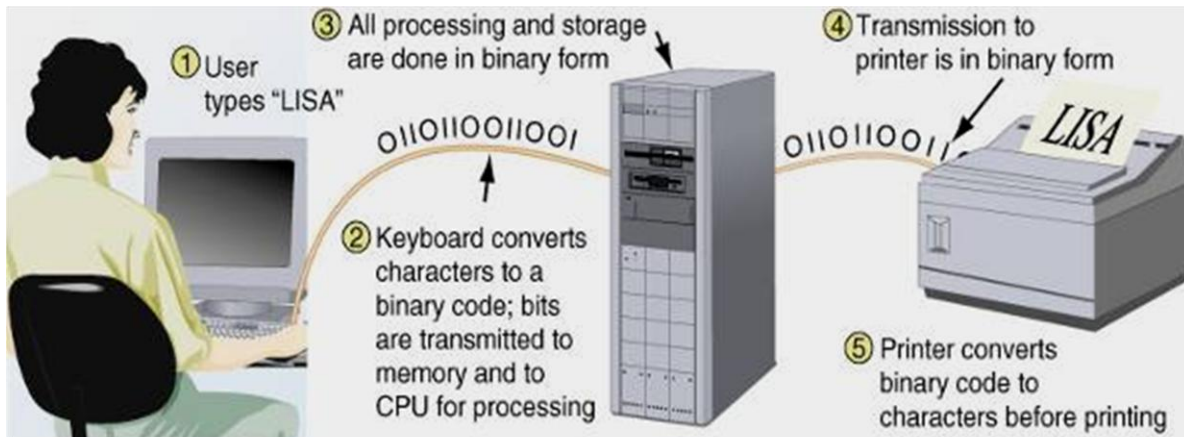 1 User
types "LISA"
3 All processing and storage
are done in binary form
4 Transmission to
printer is in binary form
011011001100I
011011001
LISA
2 Keyboard converts
characters to a
binary code; bits
are transmitted to
memory and to
CPU for processing
5 Printer converts
binary code to
characters before printing